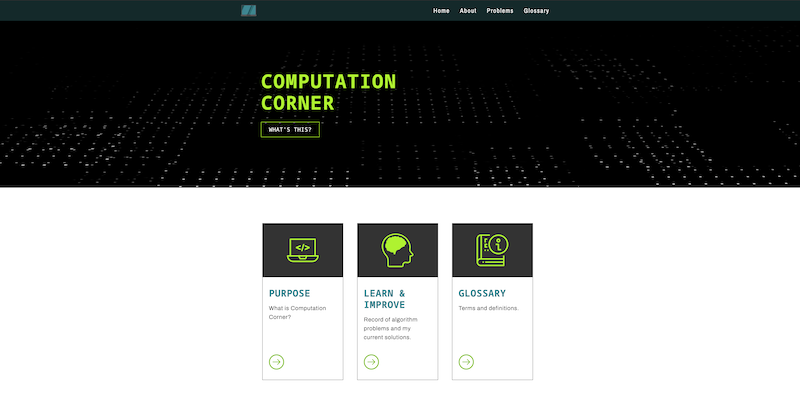 Home About Problems Glossary
COMPUTATION
CORNER
WHAT'S THIS?
</>
PURPOSE
What is Computation
Corner?
LEARN &
IMPROVE
Record of algorithm
problems and my
current solutions.
GLOSSARY
Terms and definitions.